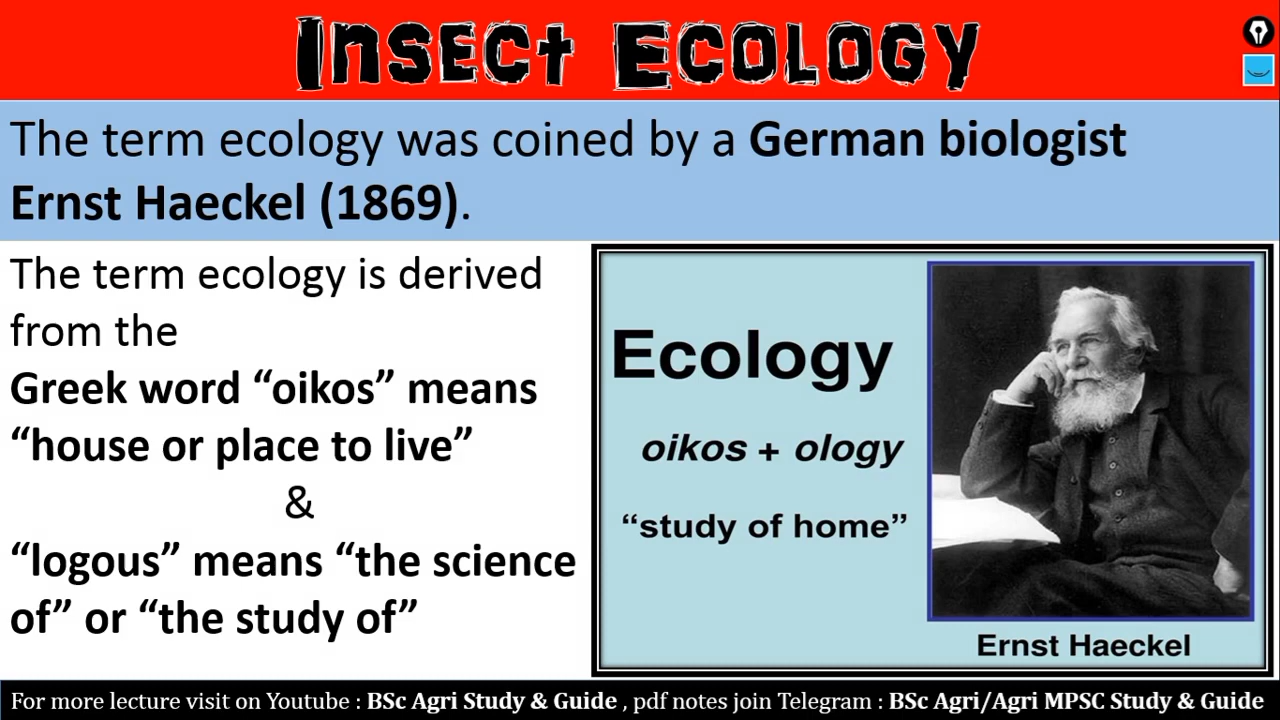 Insect Ecology
The term ecology was coined by a German biologist
Ernst Haeckel (1869).
The term ecology is derived
from the
Greek word “oikos” means
“house or place to live”
&
“logous” means “the science
of” or “the study of”
Ecology
oikos + ology
“study of home”
Ernst Haeckel
For more lecture visit on Youtube : BSc Agri Study & Guide , pdf notes join Telegram : BSc Agri/Agri MPSC Study & Guide